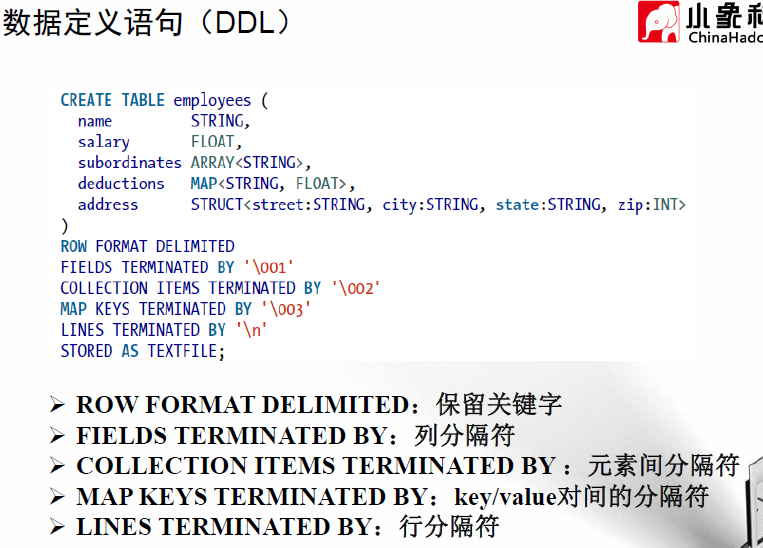 数据定义语句（DDL）
小象科
ChinaHado
CREATE TABLE employees (
name STRING,
salary FLOAT,
subordinates ARRAY<STRING>,
deductions MAP<STRING, FLOAT>,
address STRUCT<street:STRING, city:STRING, state:STRING, zip:INT>
)
ROW FORMAT DELIMITED
FIELDS TERMINATED BY '\001'
COLLECTION ITEMS TERMINATED BY '\002'
MAP KEYS TERMINATED BY '\003'
LINES TERMINATED BY '\n'
STORED AS TEXTFILE;
➢ ROW FORMAT DELIMITED：保留关键字
➢ FIELDS TERMINATED BY：列分隔符
➢ COLLECTION ITEMS TERMINATED BY ：元素间分隔符
➢ MAP KEYS TERMINATED BY：key/value对间的分隔符
➢ LINES TERMINATED BY：行分隔符